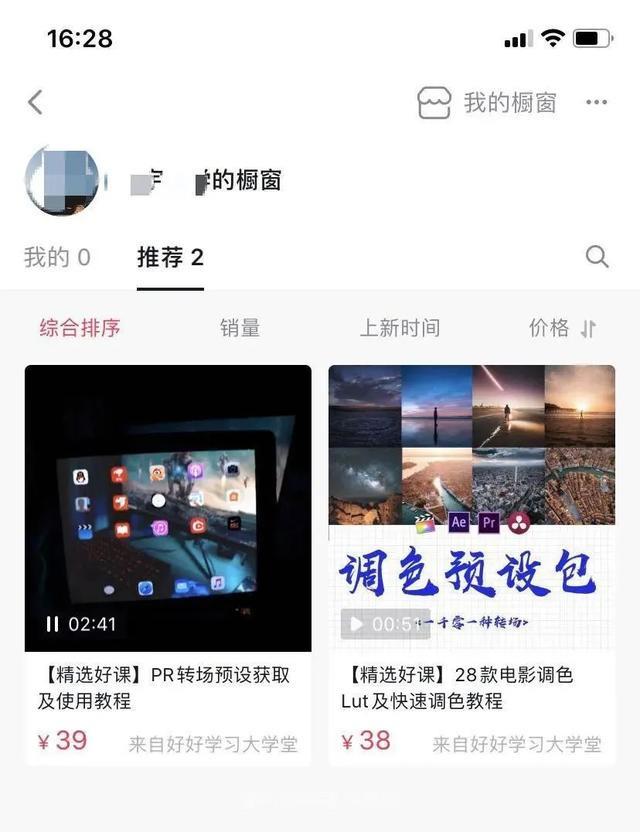 16:28
我的橱窗
的橱窗
我的 0
推荐 2
综合排序 销量 上新时间 价格
02:41
Ae Pr
调色预设包
<一千零一种转场>
00:51
【精选好课】PR转场预设获取
及使用教程
¥ 39 来自好好学习大学堂
【精选好课】28款电影调色
Lut及快速调色教程
¥ 38 来自好好学习大学堂